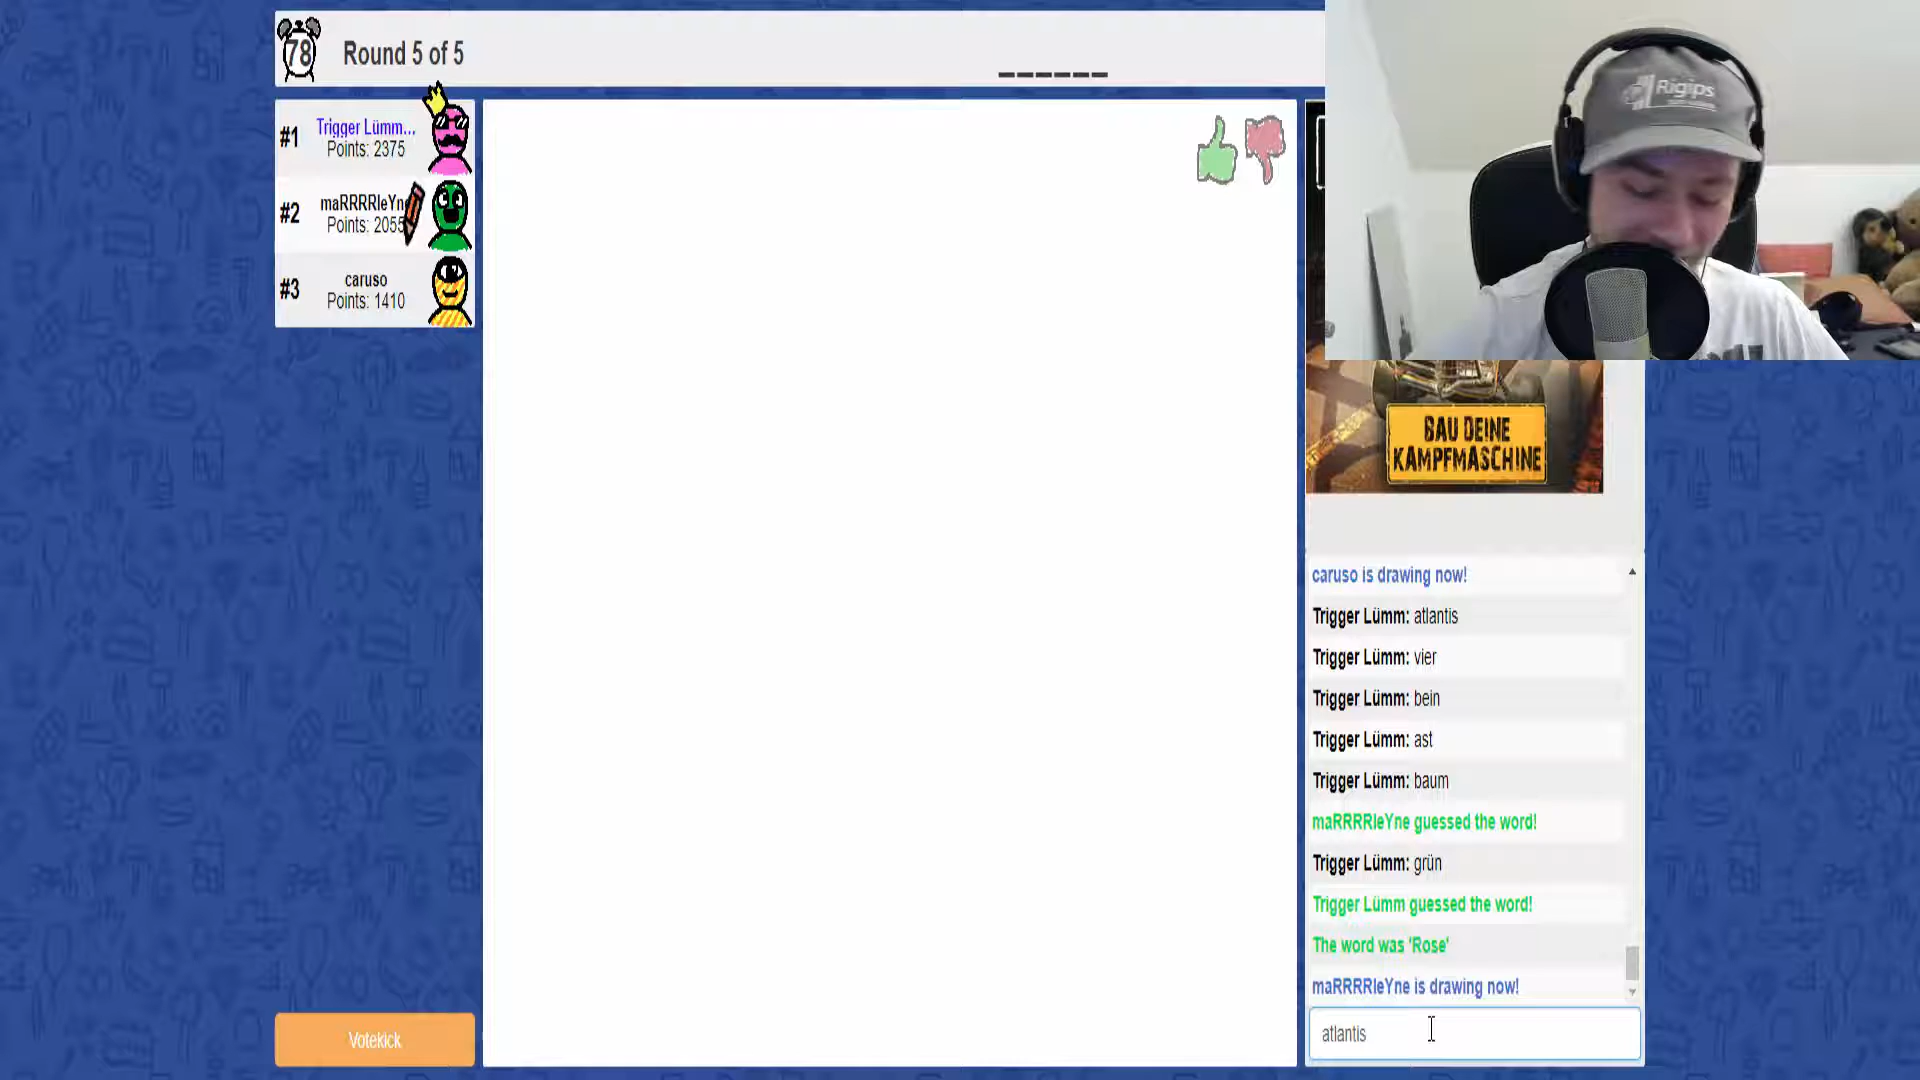 78
Round 5 of 5
______
#1
Trigger Lümm...
Points: 2375
#2
maRRRRleYn
Points: 2055
#3
caruso
Points: 1410
Rigips
BAU DEINE
KAMPFMASCHINE
caruso is drawing now!
Trigger Lümm: atlantis
Trigger Lümm: vier
Trigger Lümm: bein
Trigger Lümm: ast
Trigger Lümm: baum
maRRRRleYne guessed the word!
Trigger Lümm: grün
Trigger Lümm guessed the word!
The word was 'Rose'
maRRRRleYne is drawing now!
atlantis
Votekick